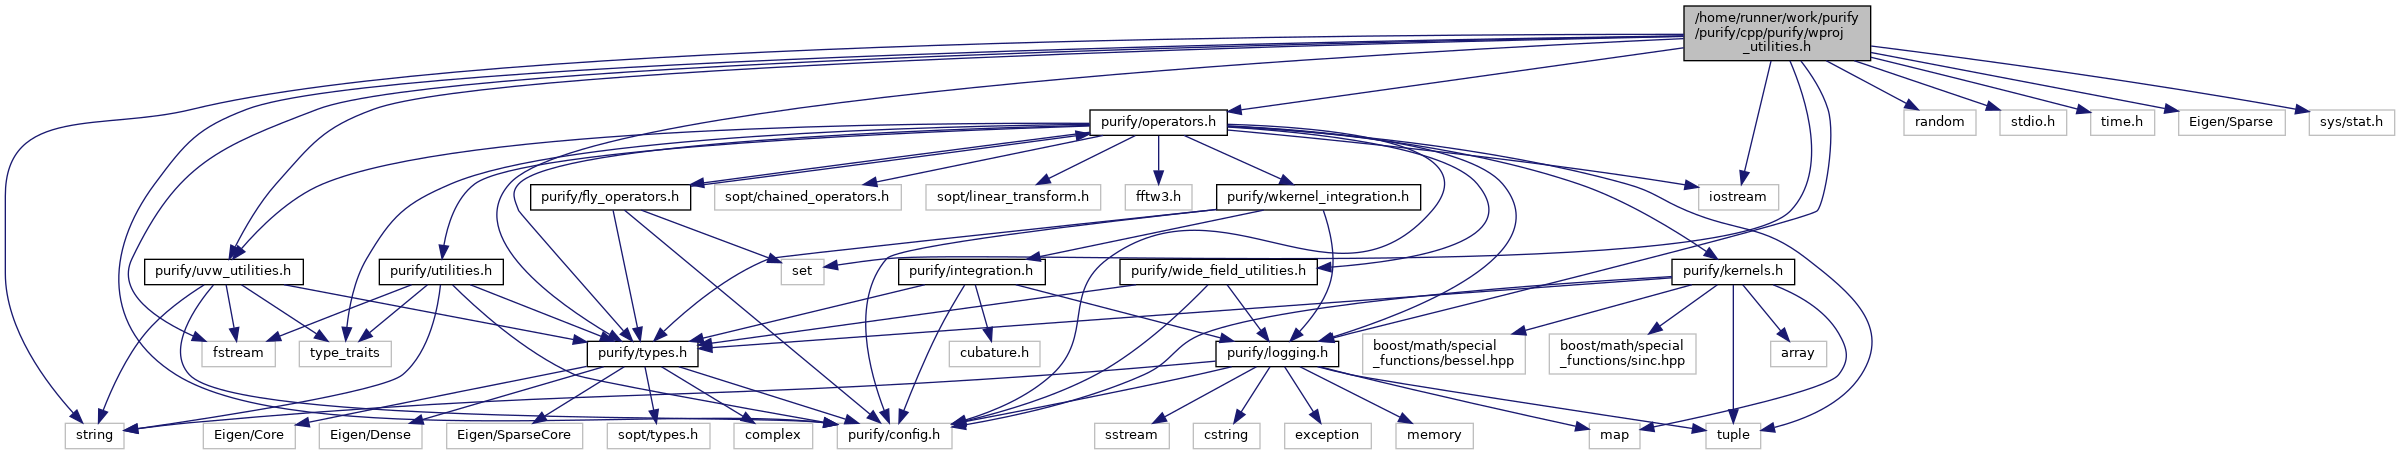 /home/runner/work/purify
/purify/cpp/purify/wproj
_utilities.h
purify/operators.h
random
stdio.h
time.h
Eigen/Sparse
sys/stat.h
purify/fly_operators.h
sopt/chained_operators.h
sopt/linear_transform.h
fftw3.h
purify/wkernel_integration.h
iostream
purify/uvw_utilities.h
purify/utilities.h
set
purify/integration.h
purify/wide_field_utilities.h
purify/kernels.h
fstream
type_traits
purify/types.h
cubature.h
purify/logging.h
boost/math/special
_functions/bessel.hpp
boost/math/special
_functions/sinc.hpp
array
string
Eigen/Core
Eigen/Dense
Eigen/SparseCore
sopt/types.h
complex
purify/config.h
sstream
cstring
exception
memory
map
tuple